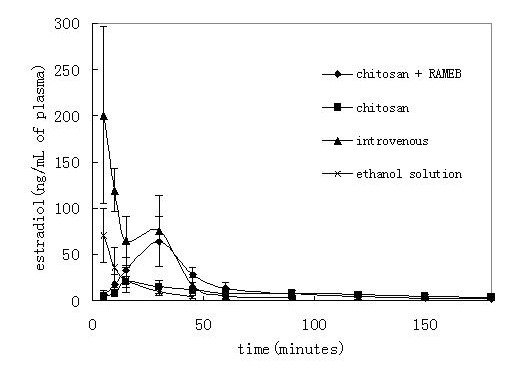 300
250
200
150
100
50
0
estradiol(ng/mL of plasma)
chitosan + RAMEB
chitosan
introvenous
ethanol solution
0 50 100 150
time(minutes)